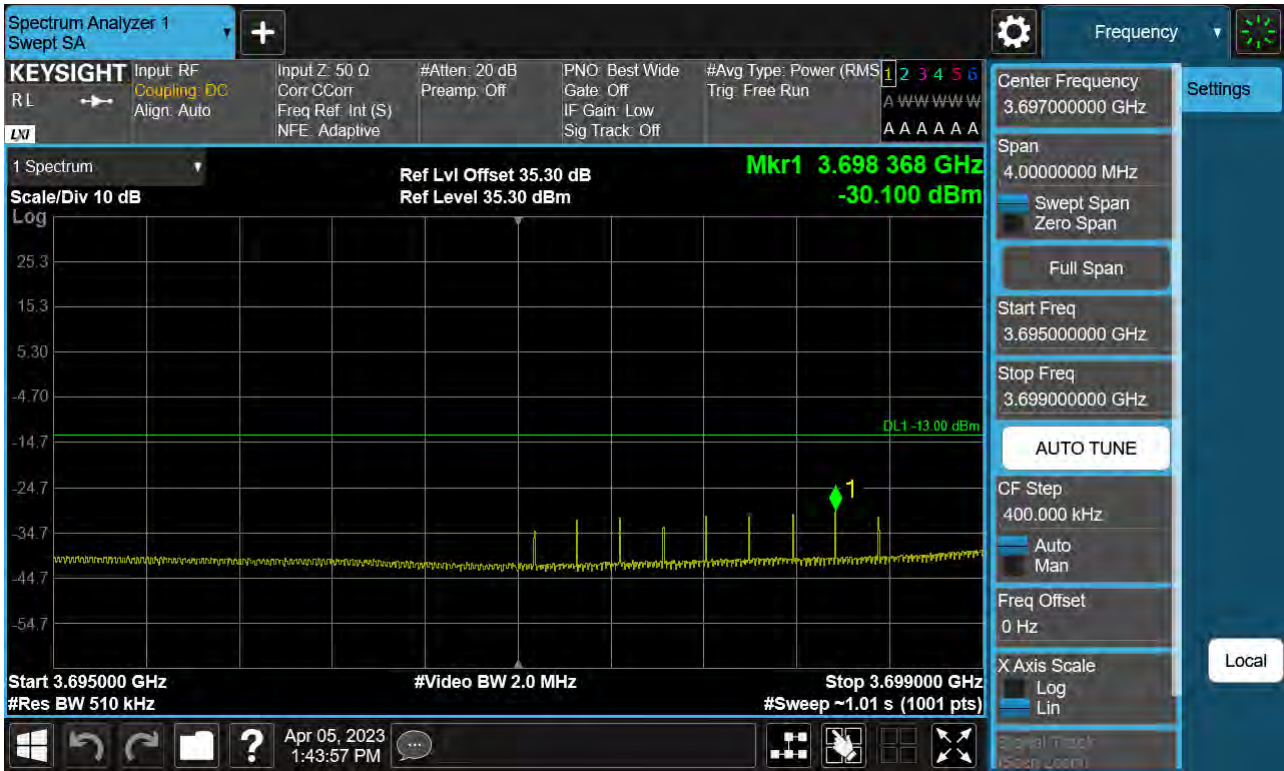 Spectrum Analyzer 1
Swept SA
Frequency
KEYSIGHT
RL
LXI
Input: RF
Coupling: DC
Align: Auto
Input Z: 50 Ω
Corr CCorr
Freq Ref: Int (S)
NFE: Adaptive
#Atten: 20 dB
Preamp: Off
PNO: Best Wide
Gate: Off
IF Gain: Low
Sig Track: Off
#Avg Type: Power (RMS
Trig: Free Run
1 2 3 4 5 6
A W W W W W
A A A A A A
1 Spectrum
Scale/Div 10 dB
Log
Ref Lvl Offset 35.30 dB
Ref Level 35.30 dBm
Mkr1 3.698 368 GHz
-30.100 dBm
25.3
15.3
5.30
-4.70
DL1 -13.00 dBm
-14.7
-24.7
1
-34.7
-44.7
-54.7
Start 3.695000 GHz
#Res BW 510 kHz
#Video BW 2.0 MHz
Stop 3.699000 GHz
#Sweep ~1.01 s (1001 pts)
Center Frequency
3.697000000 GHz
Settings
Span
4.00000000 MHz
Swept Span
Zero Span
Full Span
Start Freq
3.695000000 GHz
Stop Freq
3.699000000 GHz
AUTO TUNE
CF Step
400.000 kHz
Auto
Man
Freq Offset
0 Hz
X Axis Scale
Log
Lin
Local
Signal Track
(Span Zoom)
?
Apr 05, 2023
1:43:57 PM